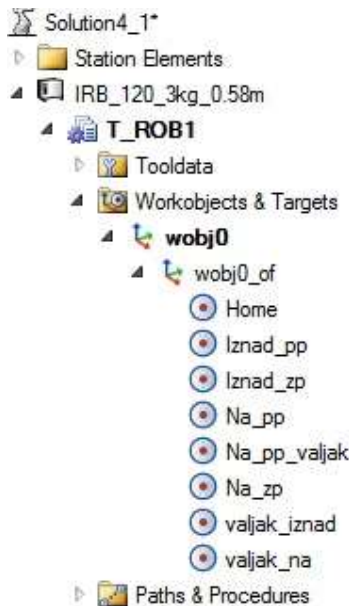 Solution4_1*
Station Elements
IRB_120_3kg_0.58m
T_ROB1
Tooldata
Workobjects & Targets
wobj0
wobj0_of
Home
Iznad_pp
Iznad_zp
Na_pp
Na_pp_valjak
Na_zp
valjak_iznad
valjak_na
Paths & Procedures